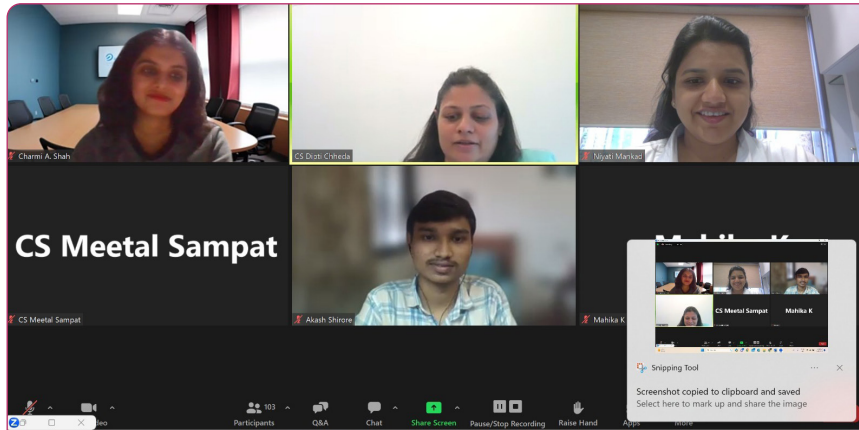 Charmi A. Shah
CS Dipti Chheda
Niyati Mankad
CS Meetal Sampat
CS Meetal Sampat
Akash Shirore
Mahika K
CS Meetal Sampat
Mahika K
Snipping Tool
Screenshot copied to clipboard and saved
Select here to mark up and share the image
103
Participants
Q&A
Chat
Share Screen
Pause/Stop Recording
Raise Hand
Apps
More